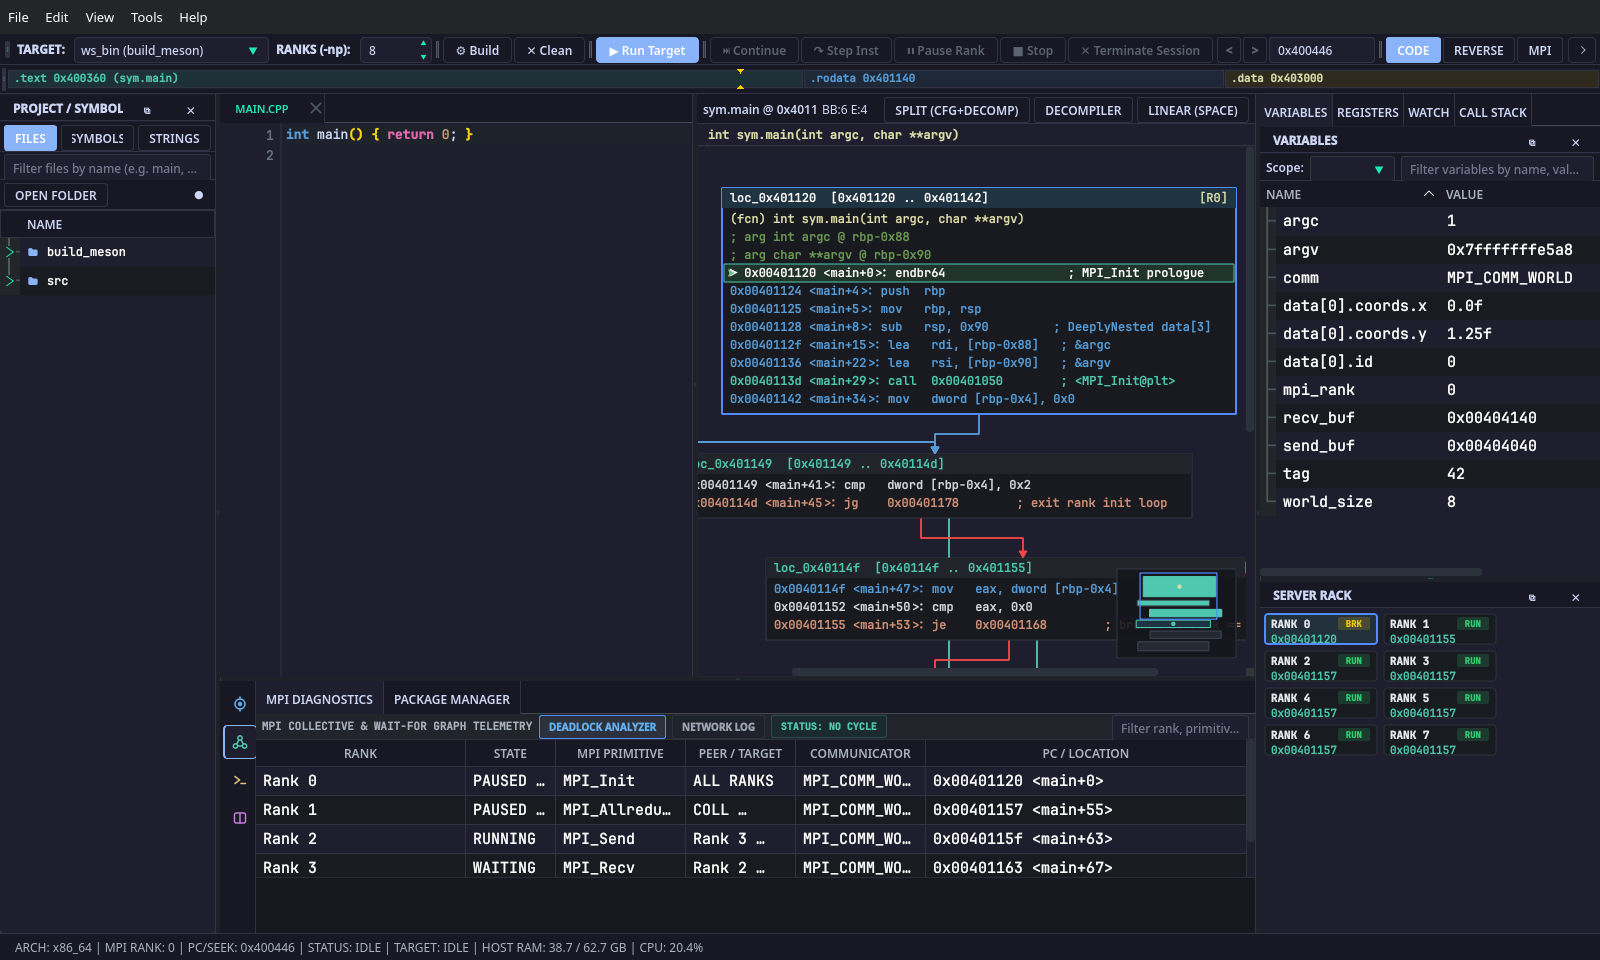 File Edit View Tools Help
TARGET: ws_bin (build_meson) RANKS (-np): 8 Build Clean Run Target Continue Step Inst Pause Rank Stop Terminate Session < > 0x400446 CODE REVERSE MPI >
.text 0x400360 (sym.main) .rodata 0x401140 .data 0x403000
PROJECT / SYMBOL
FILES SYMBOLS STRINGS
Filter files by name (e.g. main, ...
OPEN FOLDER
NAME
build_meson
src
MAIN.CPP
1 int main() { return 0; }
2
sym.main @ 0x4011 BB:6 E:4 SPLIT (CFG+DECOMP) DECOMPILER LINEAR (SPACE)
int sym.main(int argc, char **argv)
loc_0x401120 [0x401120 .. 0x401142] [R0]
(fcn) int sym.main(int argc, char **argv)
; arg int argc @ rbp-0x88
; arg char **argv @ rbp-0x90
0x00401120 <main+0>: endbr64 ; MPI_Init prologue
0x00401124 <main+4>: push rbp
0x00401125 <main+5>: mov rbp, rsp
0x00401128 <main+8>: sub rsp, 0x90 ; DeeplyNested data[3]
0x0040112f <main+15>: lea rdi, [rbp-0x88] ; &argc
0x00401136 <main+22>: lea rsi, [rbp-0x90] ; &argv
0x0040113d <main+29>: call 0x00401050 ; <MPI_Init@plt>
0x00401142 <main+34>: mov dword [rbp-0x4], 0x0
oc_0x401149 [0x401149 .. 0x40114d]
x00401149 <main+41>: cmp dword [rbp-0x4], 0x2
x0040114d <main+45>: jg 0x00401178 ; exit rank init loop
loc_0x40114f [0x40114f .. 0x401155]
0x0040114f <main+47>: mov eax, dword [rbp-0x4]
0x00401152 <main+50>: cmp eax, 0x0
0x00401155 <main+53>: je 0x00401168 ; ==
VARIABLES REGISTERS WATCH CALL STACK
VARIABLES
Scope: Filter variables by name, val...
NAME VALUE
argc 1
argv 0x7fffffffe5a8
comm MPI_COMM_WORLD
data[0].coords.x 0.0f
data[0].coords.y 1.25f
data[0].id 0
mpi_rank 0
recv_buf 0x00404140
send_buf 0x00404040
tag 42
world_size 8
SERVER RACK
RANK 0 BRK RANK 1 RUN
0x00401120 0x00401155
RANK 2 RUN RANK 3 RUN
0x00401157 0x00401157
RANK 4 RUN RANK 5 RUN
0x00401157 0x00401157
RANK 6 RUN RANK 7 RUN
0x00401157 0x00401157
MPI DIAGNOSTICS PACKAGE MANAGER
MPI COLLECTIVE & WAIT-FOR GRAPH TELEMETRY DEADLOCK ANALYZER NETWORK LOG STATUS: NO CYCLE Filter rank, primitiv...
RANK STATE MPI PRIMITIVE PEER / TARGET COMMUNICATOR PC / LOCATION
Rank 0 PAUSED … MPI_Init ALL RANKS MPI_COMM_WO… 0x00401120 <main+0>
Rank 1 PAUSED … MPI_Allredu… COLL … MPI_COMM_WO… 0x00401157 <main+55>
Rank 2 RUNNING MPI_Send Rank 3 … MPI_COMM_WO… 0x0040115f <main+63>
Rank 3 WAITING MPI_Recv Rank 2 … MPI_COMM_WO… 0x00401163 <main+67>
ARCH: x86_64 | MPI RANK: 0 | PC/SEEK: 0x400446 | STATUS: IDLE | TARGET: IDLE | HOST RAM: 38.7 / 62.7 GB | CPU: 20.4%